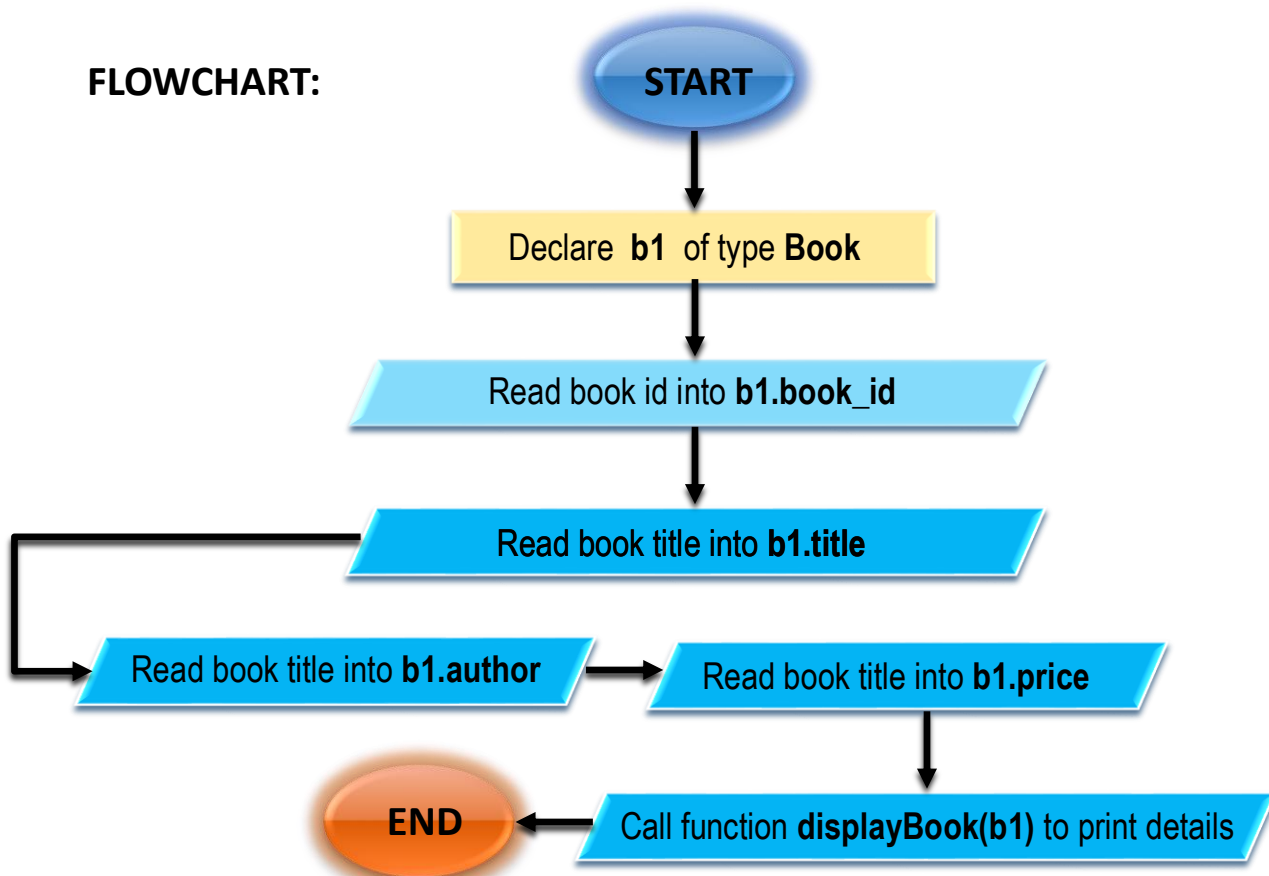 FLOWCHART:
START
Declare b1 of type Book
Read book id into b1.book_id
Read book title into b1.title
Read book title into b1.author
Read book title into b1.price
Call function displayBook(b1) to print details
END